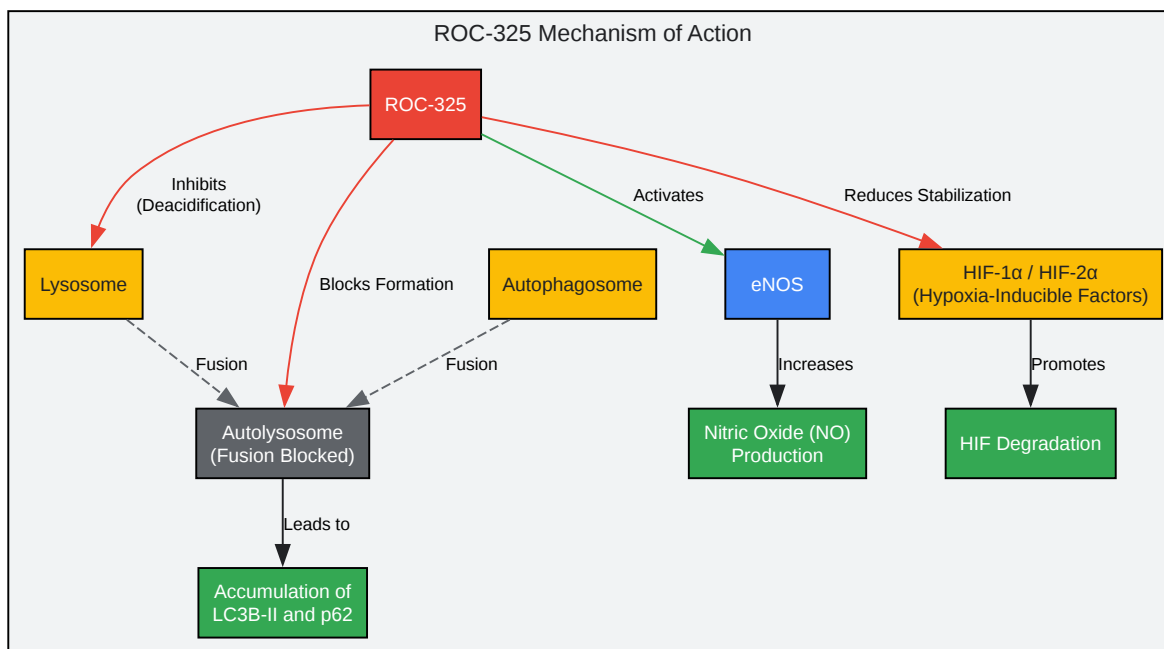 ROC-325 Mechanism of Action
ROC-325
Inhibits
(Deacidification)
Activates
Reduces Stabilization
Lysosome
Blocks Formation
Autophagosome
eNOS
HIF-1α / HIF-2α
(Hypoxia-Inducible Factors)
Fusion
Fusion
Increases
Promotes
Autolysosome
(Fusion Blocked)
Nitric Oxide (NO)
Production
HIF Degradation
Leads to
Accumulation of
LC3B-II and p62